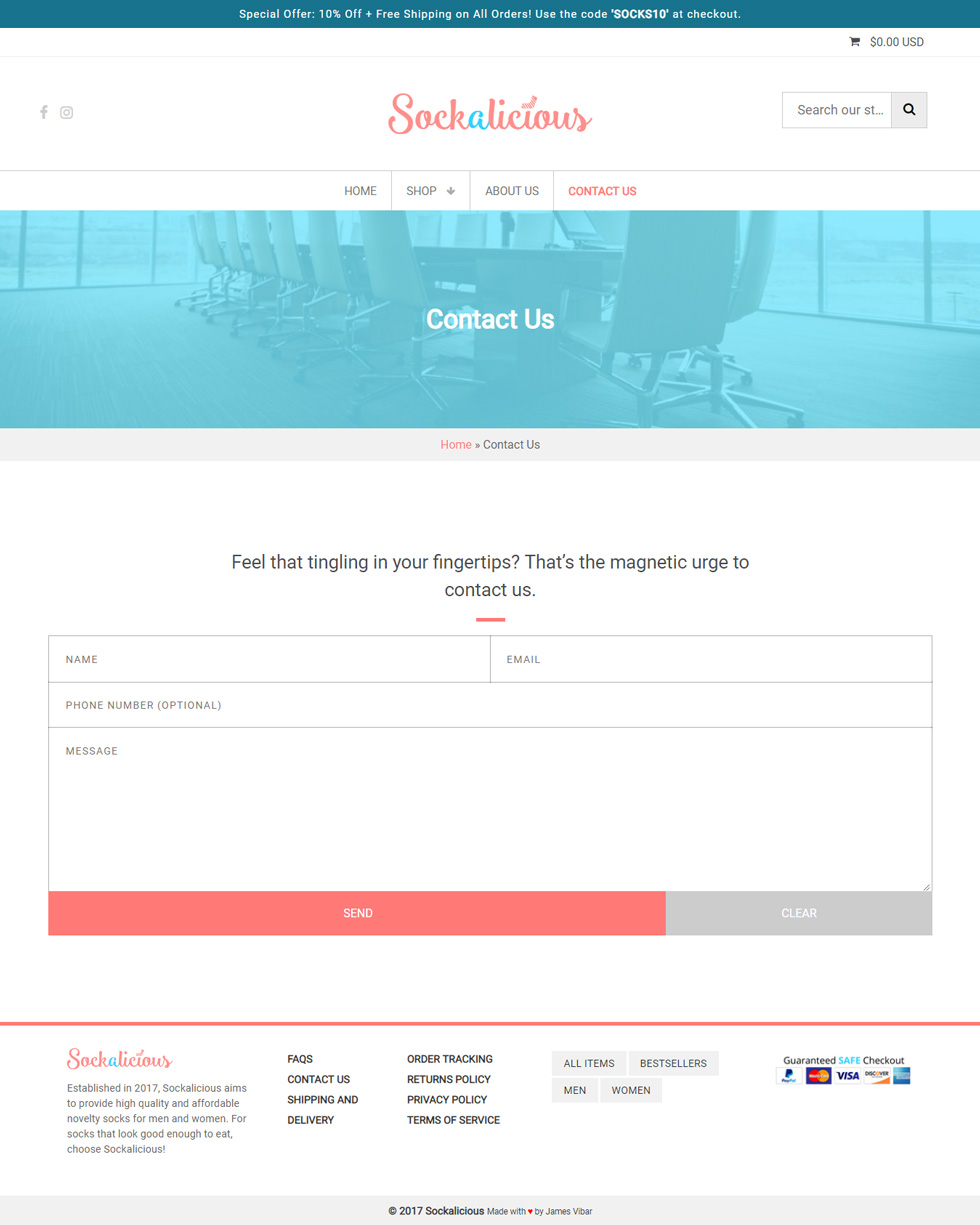 Special Offer: 10% Off + Free Shipping on All Orders! Use the code 'SOCKS10' at checkout.
$0.00 USD
Sockalicious
Search our st...
HOME
SHOP
ABOUT US
CONTACT US
Contact Us
Home » Contact Us
Feel that tingling in your fingertips? That’s the magnetic urge to
contact us.
NAME
EMAIL
PHONE NUMBER (OPTIONAL)
MESSAGE
SEND
CLEAR
Sockalicious
Established in 2017, Sockalicious aims
to provide high quality and affordable
novelty socks for men and women. For
socks that look good enough to eat,
choose Sockalicious!
FAQS
CONTACT US
SHIPPING AND
DELIVERY
ORDER TRACKING
RETURNS POLICY
PRIVACY POLICY
TERMS OF SERVICE
ALL ITEMS
BESTSELLERS
MEN
WOMEN
Guaranteed SAFE Checkout
PayPal
MasterCard
VISA
DISCOVER
© 2017 Sockalicious Made with ♥ by James Vibar